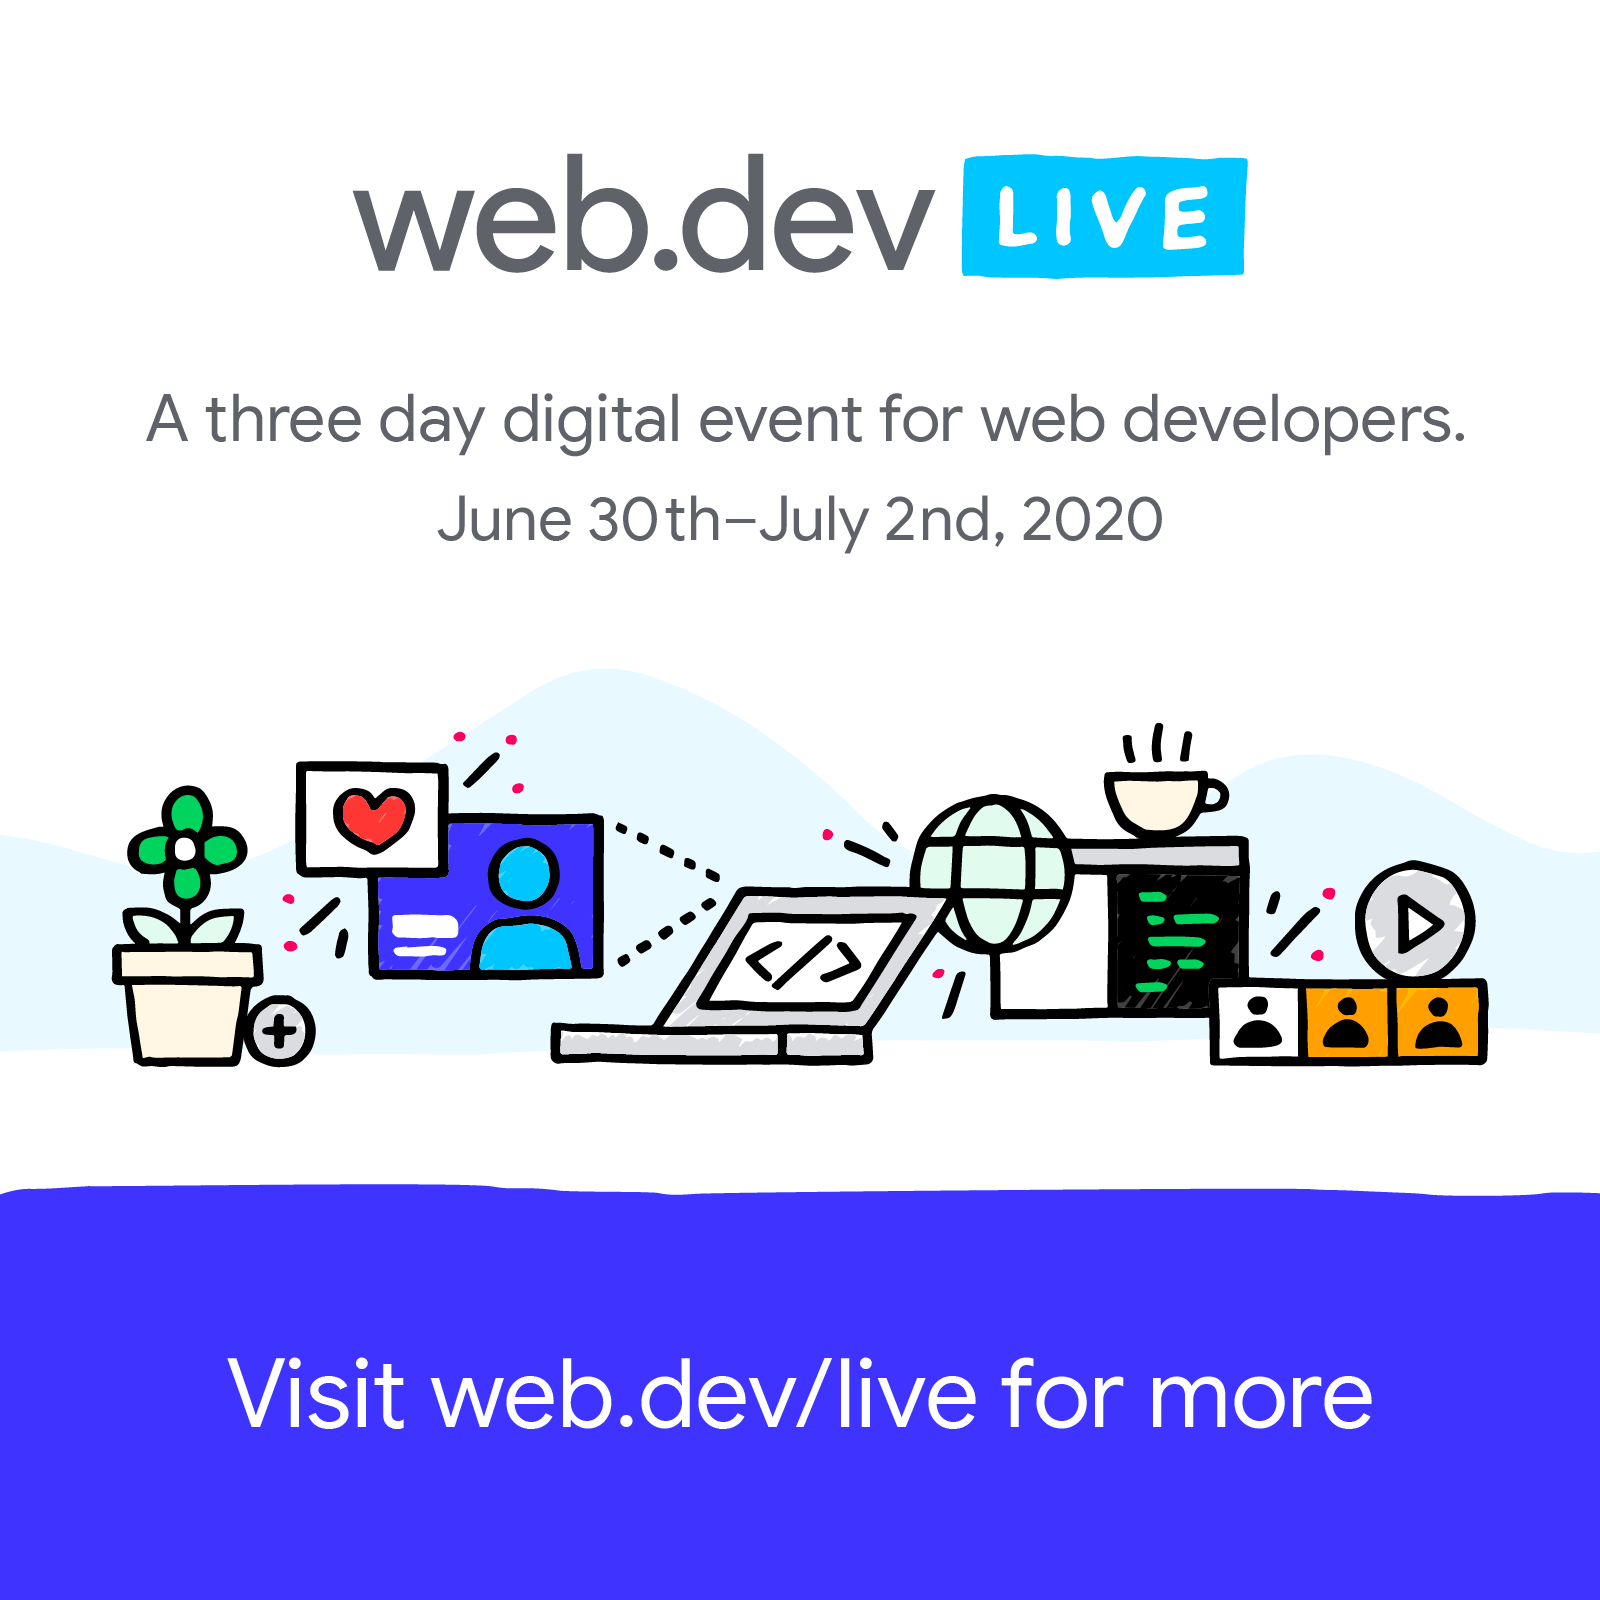 web.dev LIVE
A three day digital event for web developers.
June 30th–July 2nd, 2020
</>
Visit web.dev/live for more